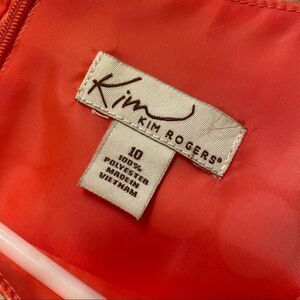 Kim
KIM ROGERS®
10
100%
POLYESTER
MADE IN
VIETNAM